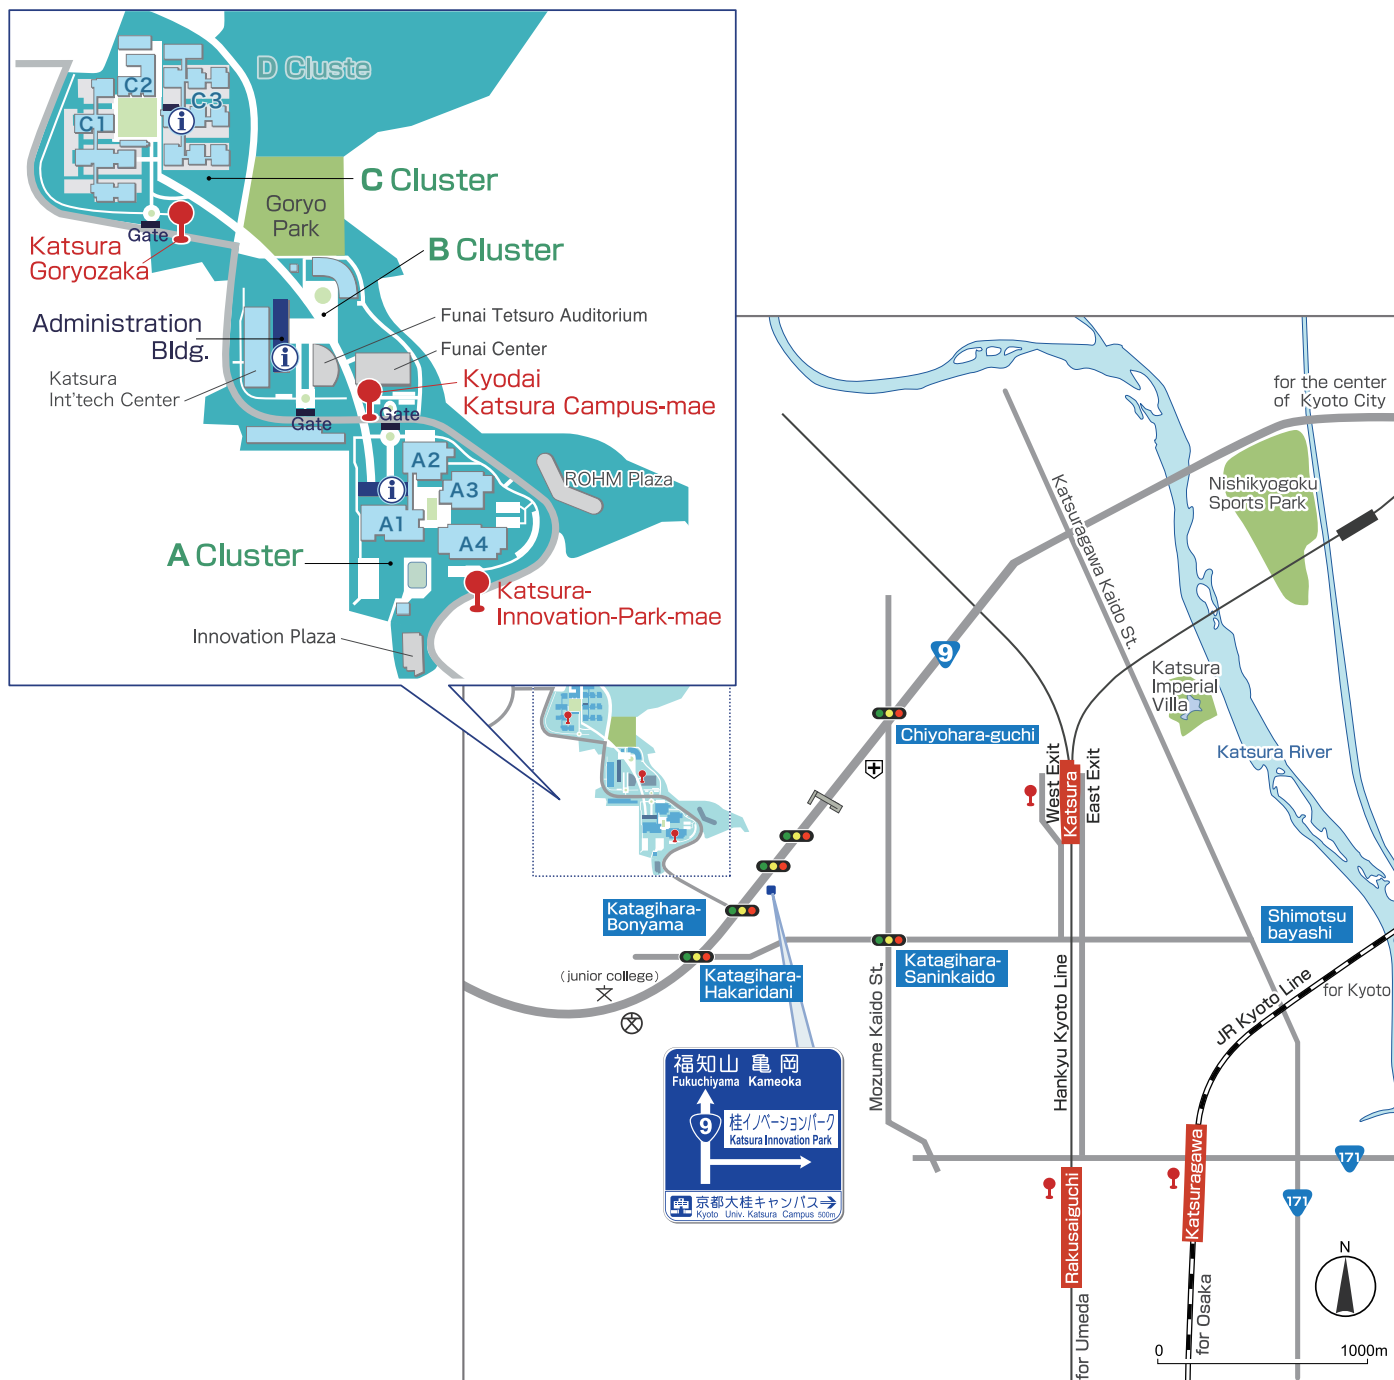 D Cluste
C2
C3
C1
C Cluster
Goryo
Park
Gate
Katsura
Goryozaka
B Cluster
Administration
Bldg.
Funai Tetsuro Auditorium
Funai Center
Katsura
Int'tech Center
Kyodai
Katsura Campus-mae
Gate
Gate
A2
A3
A1
A4
ROHM Plaza
A Cluster
Katsura-
Innovation-Park-mae
Innovation Plaza
for the center
of Kyoto City
Katsuragawa Kaido St.
Nishikyogoku
Sports Park
9
Katsura
Imperial
Villa
Chiyohara-guchi
Katsura River
West Exit
Katsura
East Exit
Katagihara-
Bonyama
Shimotsu
bayashi
Katagihara-
Saninkaido
(junior college)
Katagihara-
Hakaridani
Mozume Kaido St.
Hankyu Kyoto Line
JR Kyoto Line
for Kyoto
福知山 亀岡
Fukuchiyama Kameoka
9
桂イノベーションパーク
Katsura Innovation Park
京都大桂キャンパス→
Kyoto Univ. Katsura Campus 500m
Rakusaiguchi
Katsuragawa
171
171
for Umeda
for Osaka
N
0 1000m